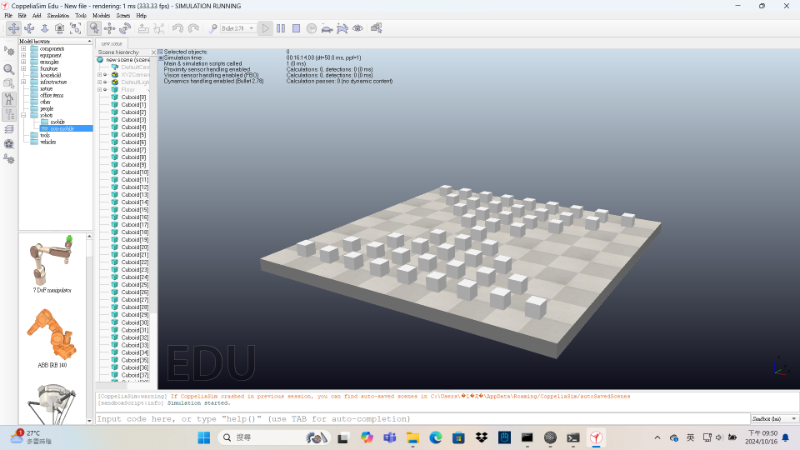 CoppeliaSim Edu - New file - rendering: 1 ms (333.33 fps) - SIMULATION RUNNING
File Edit Simulation Tools Modules Scenes Help
Bullet 2.78
Model browser
components
equipment
examples
furniture
household
infrastructure
nature
office items
other
people
robots
mobile
non-mobile
tools
vehicles
7 DoF manipulator
ABB IRB 140
new scene
Scene hierarchy
new scene
Floor
Cuboid[0]
Cuboid[1]
Cuboid[2]
Cuboid[3]
Cuboid[4]
Cuboid[5]
Cuboid[6]
Cuboid[7]
Cuboid[8]
Cuboid[9]
Cuboid[10]
Cuboid[11]
Cuboid[12]
Cuboid[13]
Cuboid[14]
Cuboid[15]
Cuboid[16]
Cuboid[17]
Cuboid[18]
Cuboid[19]
Cuboid[20]
Cuboid[21]
Cuboid[22]
Cuboid[23]
Cuboid[24]
Cuboid[25]
Cuboid[26]
Cuboid[27]
Cuboid[28]
Cuboid[29]
Cuboid[30]
Cuboid[31]
Cuboid[32]
Cuboid[33]
Cuboid[34]
Cuboid[35]
Cuboid[36]
Cuboid[37]
Selected objects: 0
Simulation time: 00:16:14.00 (dt=50.0 ms, ppf=1)
Main & simulation scripts called 1 (0 ms)
Proximity sensor handling enabled Calculations: 0, detections: 0 (0 ms)
Vision sensor handling enabled (FBO) Calculations: 0, detections: 0 (0 ms)
Dynamics handling enabled (Bullet 2.78) Calculation passes: 0 (no dynamic content)
EDU
[CoppeliaSim:warning] If CoppeliaSim crashed in previous session, you can find auto-saved scenes in
[sandboxScript:info] Simulation started.
Input code here, or type "help()" (use TAB for auto-completion)
Sandbox (lua)
1
27°C
多雲時陰
搜尋
英
下午 09:50
2024/10/16